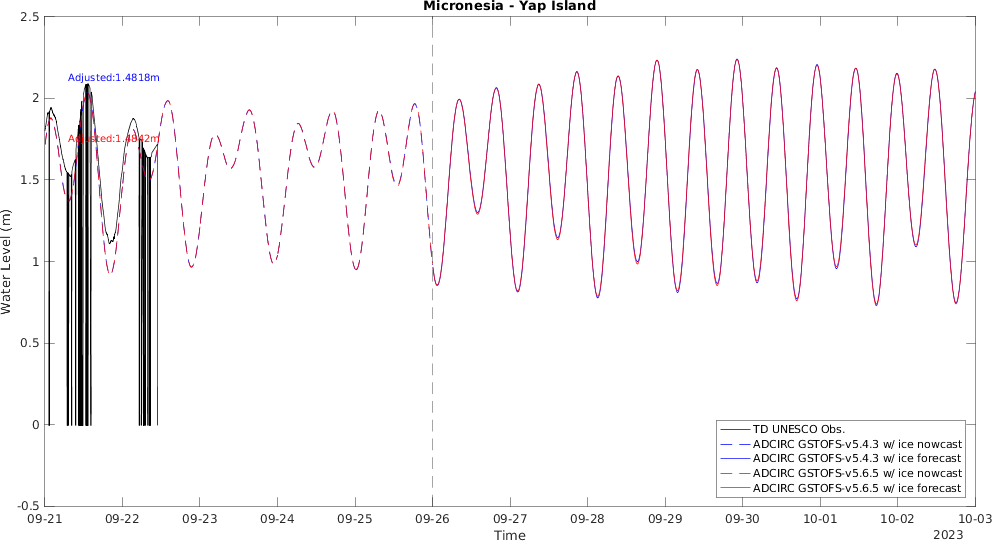 Micronesia - Yap Island
2.5
2
1.5
1
0.5
0
-0.5
Water Level (m)
Adjusted:1.4818m
Adjusted:1.4842m
TD UNESCO Obs.
ADCIRC GSTOFS-v5.4.3 w/ ice nowcast
ADCIRC GSTOFS-v5.4.3 w/ ice forecast
ADCIRC GSTOFS-v5.6.5 w/ ice nowcast
ADCIRC GSTOFS-v5.6.5 w/ ice forecast
09-21 09-22 09-23 09-24 09-25 09-26 09-27 09-28 09-29 09-30 10-01 10-02 10-03
Time
2023